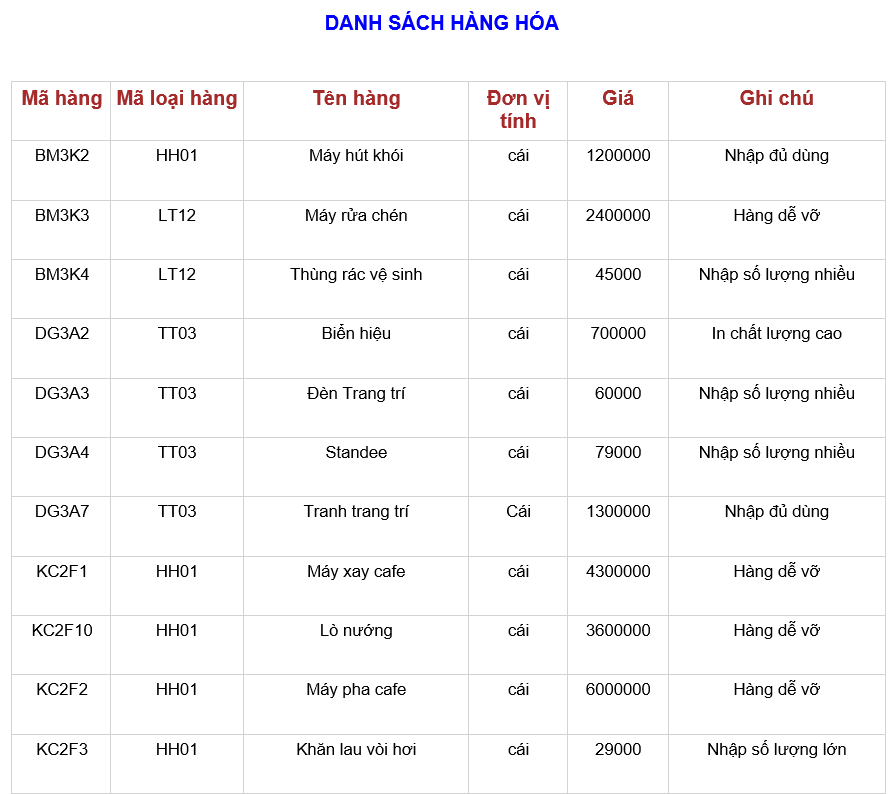 DANH SÁCH HÀNG HÓA
Mã hàng Mã loại hàng Tên hàng Đơn vị tính Giá Ghi chú
BM3K2 HH01 Máy hút khói cái 1200000 Nhập đủ dùng
BM3K3 LT12 Máy rửa chén cái 2400000 Hàng dễ vỡ
BM3K4 LT12 Thùng rác vệ sinh cái 45000 Nhập số lượng nhiều
DG3A2 TT03 Biển hiệu cái 700000 In chất lượng cao
DG3A3 TT03 Đèn Trang trí cái 60000 Nhập số lượng nhiều
DG3A4 TT03 Standee cái 79000 Nhập số lượng nhiều
DG3A7 TT03 Tranh trang trí Cái 1300000 Nhập đủ dùng
KC2F1 HH01 Máy xay cafe cái 4300000 Hàng dễ vỡ
KC2F10 HH01 Lò nướng cái 3600000 Hàng dễ vỡ
KC2F2 HH01 Máy pha cafe cái 6000000 Hàng dễ vỡ
KC2F3 HH01 Khăn lau vòi hơi cái 29000 Nhập số lượng lớn